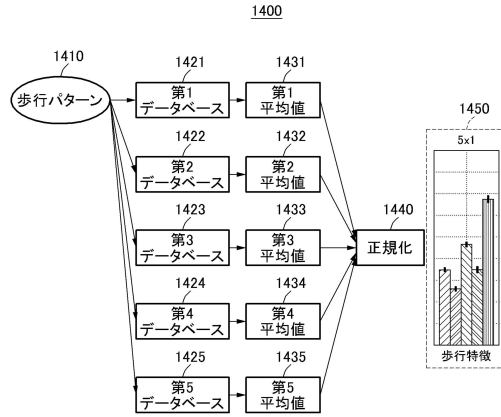 1400
1410
歩行パターン
1421
第1
データベース
1431
第1
平均値
1422
第2
データベース
1432
第2
平均値
1423
第3
データベース
1433
第3
平均値
1424
第4
データベース
1434
第4
平均値
1425
第5
データベース
1435
第5
平均値
1440
正規化
1450
5x1
歩行特徴